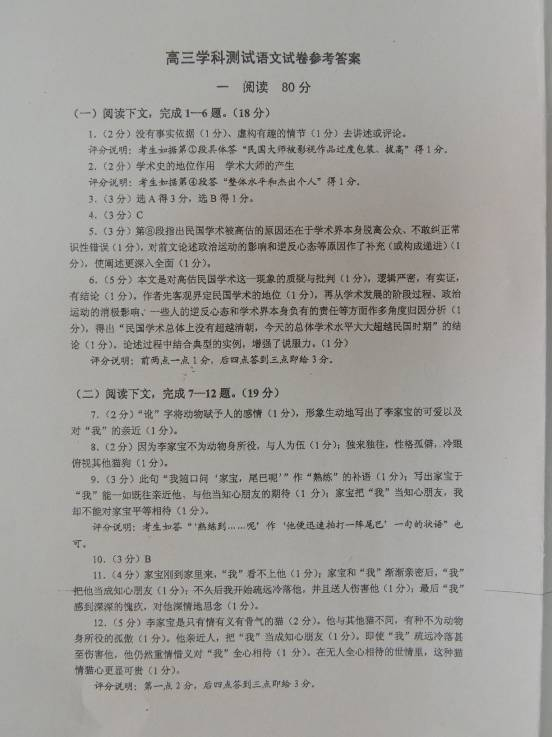 高三学科测试语文试卷参考答案
一 阅读 80分
（一）阅读下文，完成1—6题。（18分）
1.（2分）没有事实依据（1分）、虚构有趣的情节（1分）去讲述或评论。
评分说明：考生如据第①段具体答“民国大师被影视作品过度包装、拔高”得1分。
2.（2分）学术史的地位作用 学术大师的产生
评分说明：考生如据第④段答“整体水平和杰出个人”得1分。
3.（3分）选A得3分，选B得1分。
4.（3分）C
5.（3分）第⑧段指出民国学术被高估的原因还在于学术界本身脱离公众、不敢纠正常
识性错误（1分），对前文论述政治运动的影响和逆反心态等原因作了补充（或构成递进）（1
分），使阐述更深入全面（1分）。
6.（5分）本文是对高估民国学术这一现象的质疑与批判（1分），逻辑严密，有实证，
有结论（1分）。作者先客观界定民国学术的地位（1分），再从学术发展的阶段过程、政治
运动的消极影响、一些人的逆反心态和学术界本身负有的责任等方面作多角度归因分析（1
分），得出“民国学术总体上没有超越清朝，今天的总体学术水平大大超越民国时期”的结
论（1分）。论述过程中结合典型的实例，增强了说服力。（1分）
评分说明：前两点一点1分，后四点答到三点即给3分。
（二）阅读下文，完成7—12题。（19分）
7.（2分）“讹”字将动物赋予人的感情（1分），形象生动地写出了李家宝的可爱以及
对“我”的亲近（1分）。
8.（2分）因为李家宝不为动物身所役，与人为伍（1分）；独来独往，性格孤僻，冷眼
俯视其他猫狗（1分）。
9.（3分）此句“我随口问‘家宝，尾巴呢’”作“熟练”的补语（1分）；写出家宝于
“我”能一如既往亲近他、与他当知心朋友的期待（1分）；家宝把“我”当知心朋友，我
却不能对家宝平等相待（1分）。
评分说明：考生如答“‘熟练到……呢’作‘他便迅速拍打一阵尾巴’一句的状语”也
可。
10.（3分）B
11.（4分）家宝刚到家里来，“我”看不上他（1分）；家宝和“我”渐渐亲密后，“我”
把他当成知心朋友（1分）；不久后我开始疏远冷落他，并且送人伤害他（1分）；最后“我”
感到深深的愧疚，对他深情地思念（1分）。
12.（5分）李家宝是只有情有义有骨气的猫（2分）。他与其他猫不同，有种不为动物
身所役的孤傲（1分）。他亲近人，把“我”当成知心朋友（1分）。即使“我”疏远冷落甚
至伤害他，他仍然重情惜义对“我”全心相待（1分）。在无人全心相待的世情里，这种猫
情猫心更显可贵（1分）。
评分说明：第一点2分，后四点答到三点即给3分。